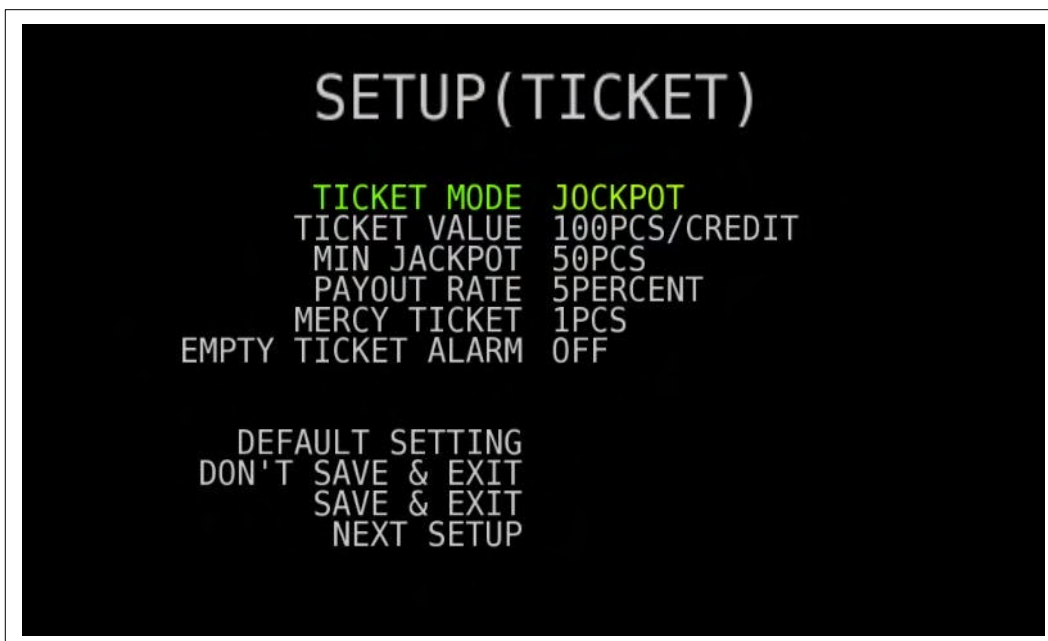 SETUP(TICKET)
TICKET MODE JOCKPOT
TICKET VALUE 100PCS/CREDIT
MIN JACKPOT 50PCS
PAYOUT RATE 5PERCENT
MERCY TICKET 1PCS
EMPTY TICKET ALARM OFF
DEFAULT SETTING
DON'T SAVE & EXIT
SAVE & EXIT
NEXT SETUP